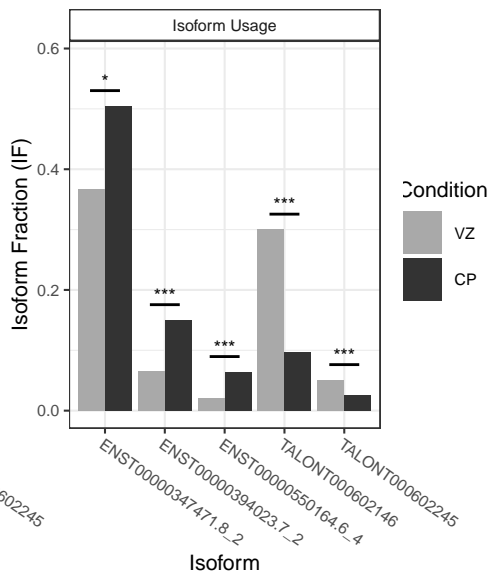 Isoform Usage
0.6
0.4
0.2
0.0
Isoform Fraction (IF)
*
***
***
***
***
Condition
VZ
CP
602245
ENST00000347471.8_2
ENST00000394023.7_2
ENST00000550164.6_4
TALONT000602146
TALONT000602245
Isoform